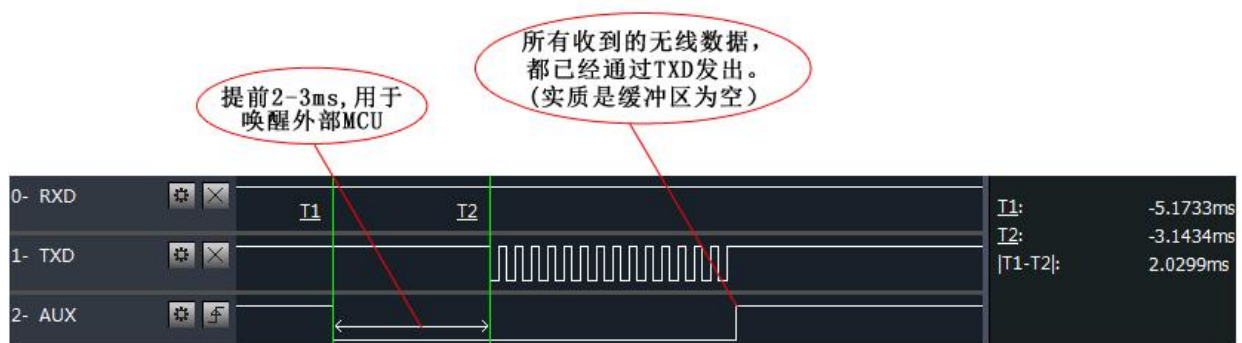 所有收到的无线数据，
都已经通过TXD发出。
(实质是缓冲区为空)
提前2-3ms,用于
唤醒外部MCU
0- RXD
T1
T2
1- TXD
2- AUX
T1: -5.1733ms
T2: -3.1434ms
|T1-T2|: 2.0299ms